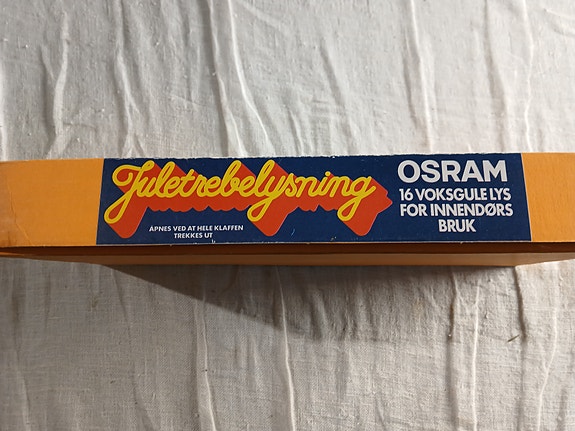 Juletrebelysning
ÅPNES VED AT HELE KLAFFEN
TREKKES UT
OSRAM
16 VOKSGULE LYS
FOR INNENDØRS
BRUK